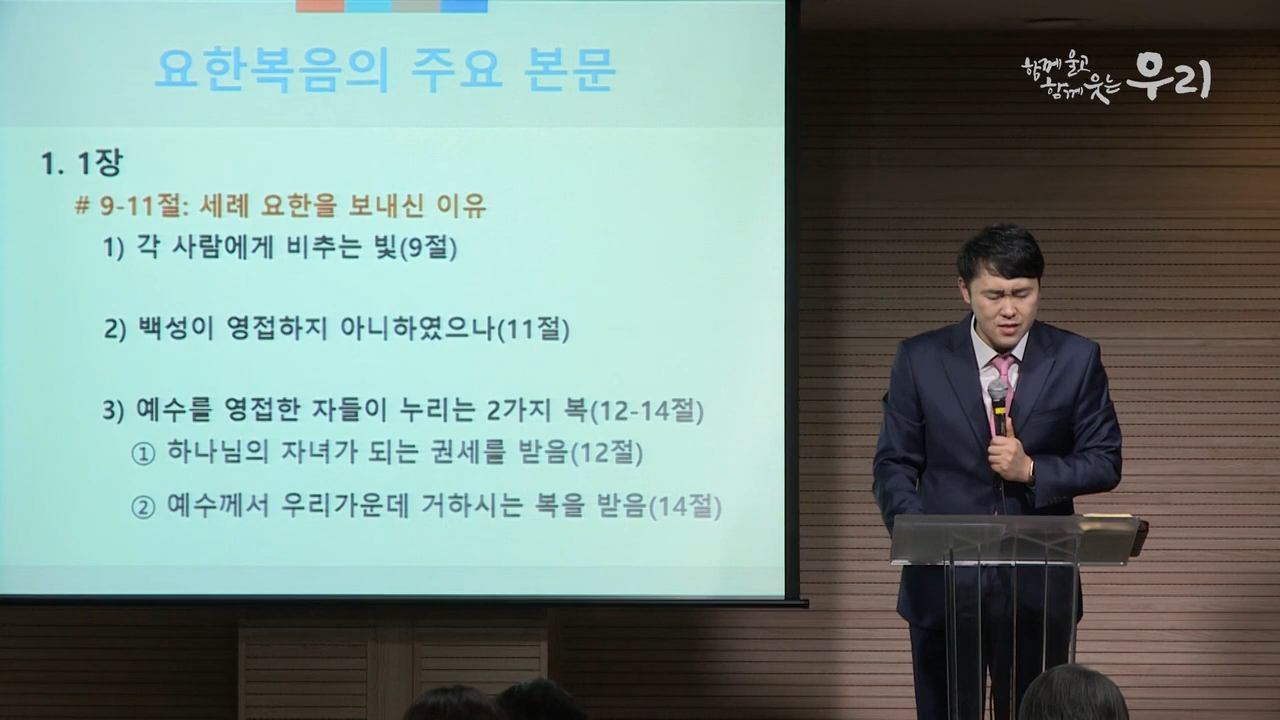 요한복음의 주요 본문
함께 울고
함께 웃는 우리
1. 1장
# 9-11절: 세례 요한을 보내신 이유
1) 각 사람에게 비추는 빛(9절)
2) 백성이 영접하지 아니하였으나(11절)
3) 예수를 영접한 자들이 누리는 2가지 복(12-14절)
① 하나님의 자녀가 되는 권세를 받음(12절)
② 예수께서 우리가운데 거하시는 복을 받음(14절)